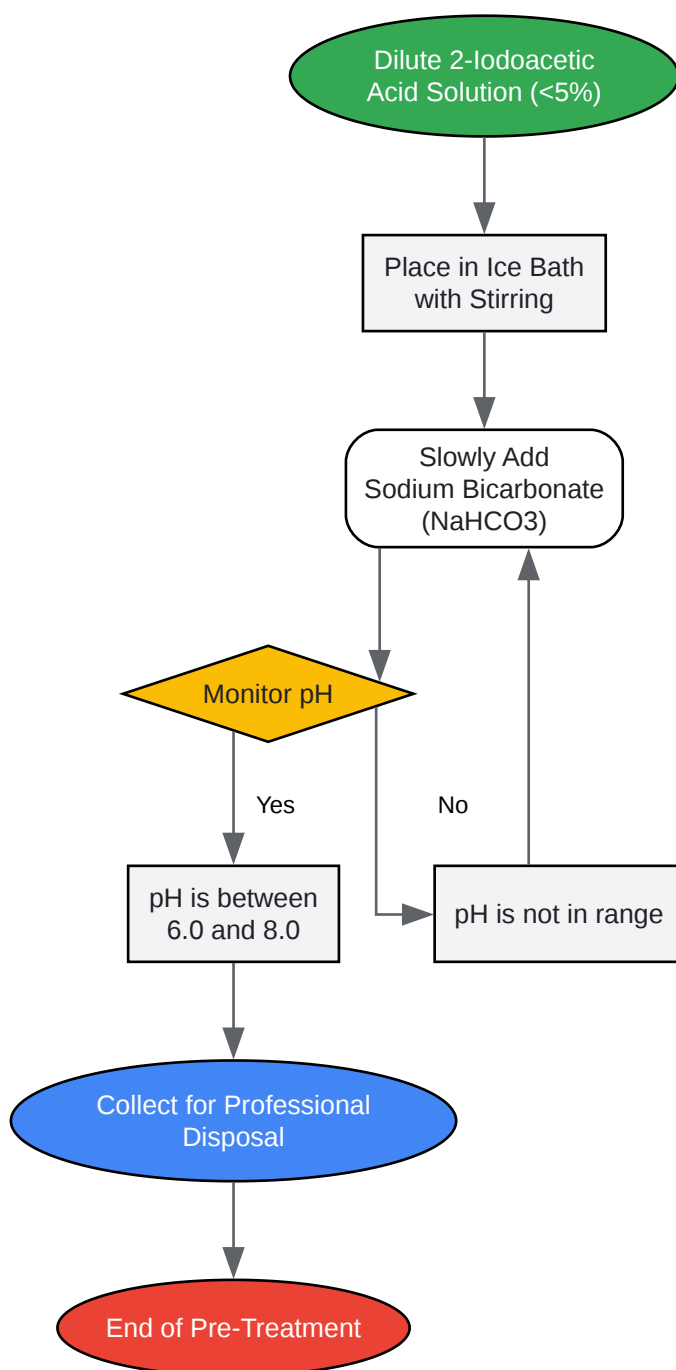 Dilute 2-Iodoacetic
Acid Solution (<5%)
Place in Ice Bath
with Stirring
Slowly Add
Sodium Bicarbonate
(NaHCO3)
Monitor pH
Yes
No
pH is between
6.0 and 8.0
pH is not in range
Collect for Professional
Disposal
End of Pre-Treatment